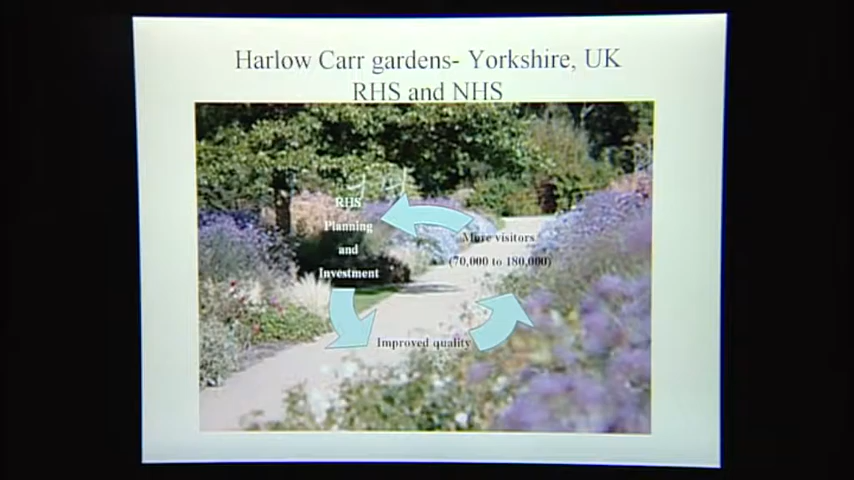 Harlow Carr gardens- Yorkshire, UK
RHS and NHS
RHS
Planning
and
Investment
More visitors
(70,000 to 180,000)
Improved quality